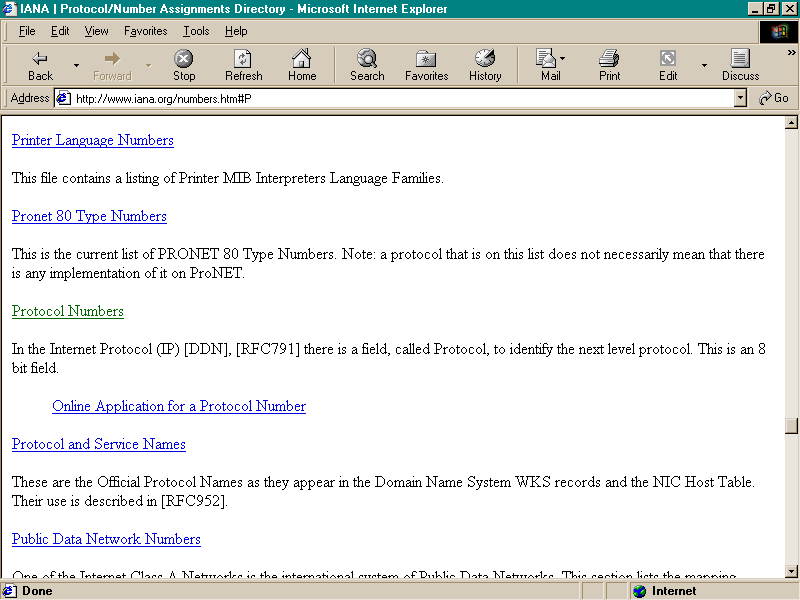 IANA | Protocol/Number Assignments Directory - Microsoft Internet Explorer
File Edit View Favorites Tools Help
Back Forward Stop Refresh Home Search Favorites History Mail Print Edit Discuss »
Address http://www.iana.org/numbers.htm#P Go
Printer Language Numbers
This file contains a listing of Printer MIB Interpreters Language Families.
Pronet 80 Type Numbers
This is the current list of PRONET 80 Type Numbers. Note: a protocol that is on this list does not necessarily mean that there
is any implementation of it on ProNET.
Protocol Numbers
In the Internet Protocol (IP) [DDN], [RFC791] there is a field, called Protocol, to identify the next level protocol. This is an 8
bit field.
Online Application for a Protocol Number
Protocol and Service Names
These are the Official Protocol Names as they appear in the Domain Name System WKS records and the NIC Host Table.
Their use is described in [RFC952].
Public Data Network Numbers
One of the Internet Class A Networks is the international system of Public Data Networks. This section lists the mapping
Done Internet